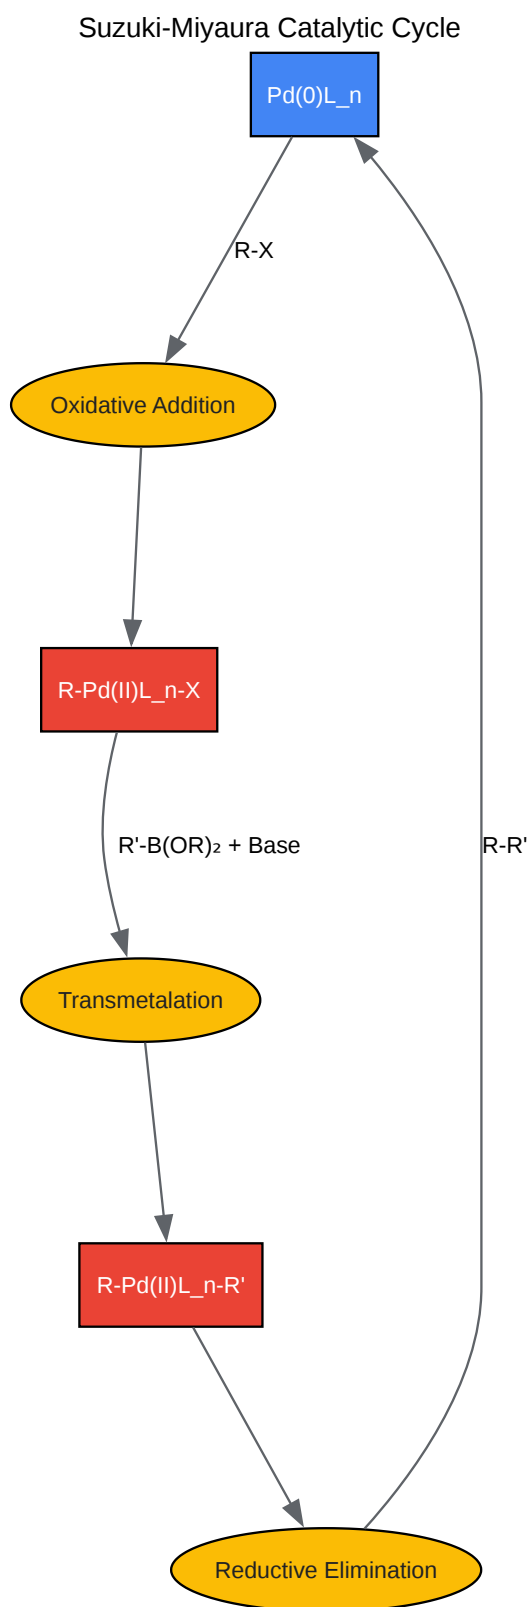 Suzuki-Miyaura Catalytic Cycle
Pd(0)L_n
R-X
Oxidative Addition
R-Pd(II)L_n-X
R'-B(OR)₂ + Base
R-R'
Transmetalation
R-Pd(II)L_n-R'
Reductive Elimination